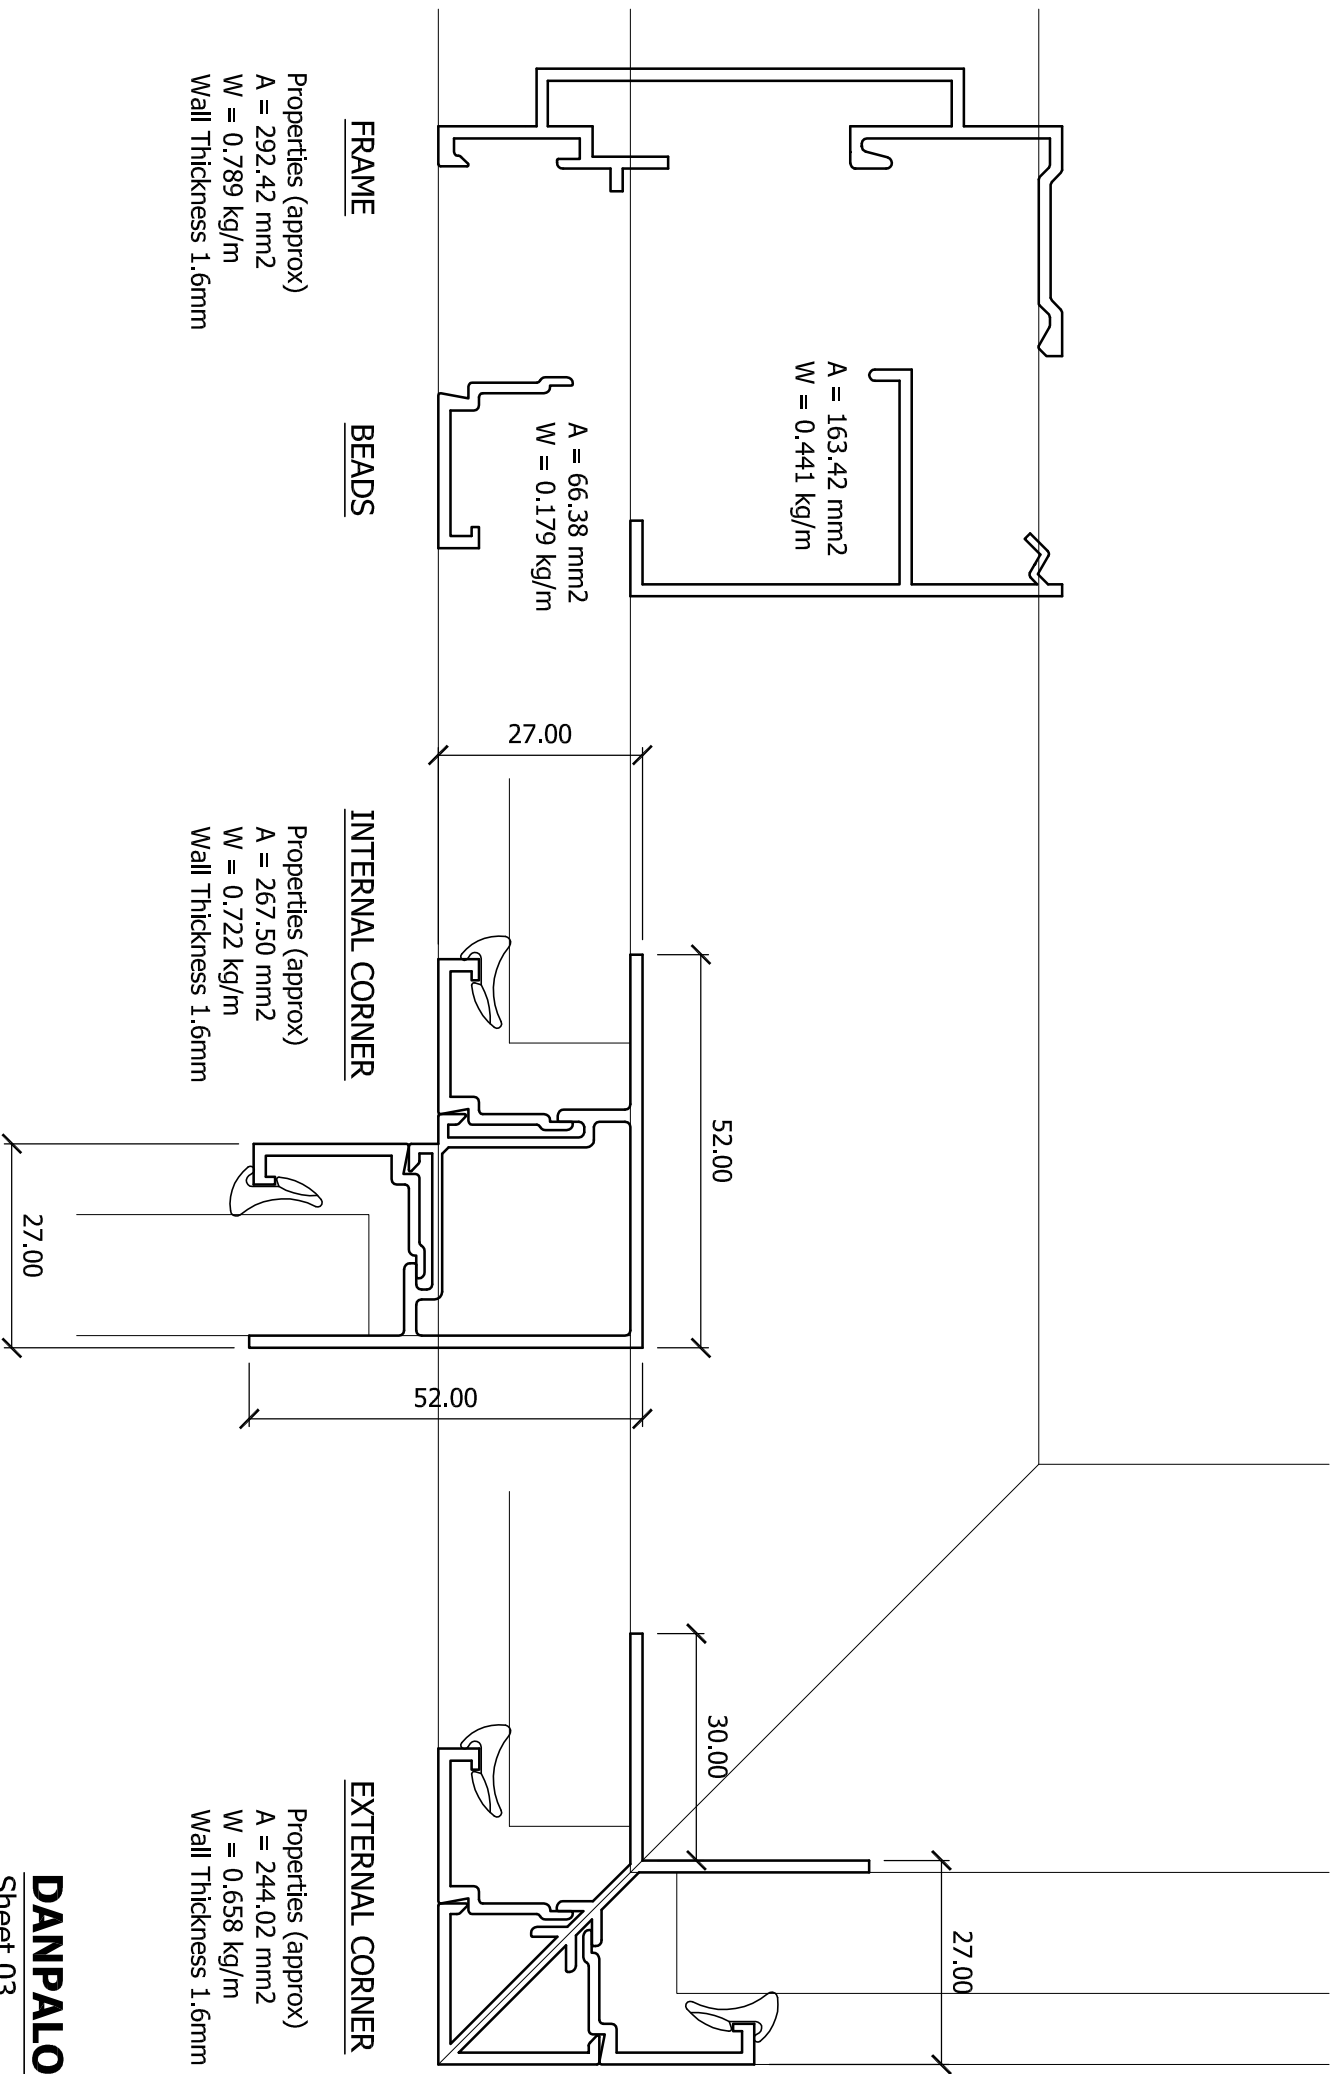 A = 163.42 mm2
W = 0.441 kg/m
A = 66.38 mm2
W = 0.179 kg/m
27.00
52.00
30.00
27.00
52.00
27.00
FRAME
Properties (approx)
A = 292.42 mm2
W = 0.789 kg/m
Wall Thickness 1.6mm
BEADS
INTERNAL CORNER
Properties (approx)
A = 267.50 mm2
W = 0.722 kg/m
Wall Thickness 1.6mm
EXTERNAL CORNER
Properties (approx)
A = 244.02 mm2
W = 0.658 kg/m
Wall Thickness 1.6mm
DANPALO
Sheet 03